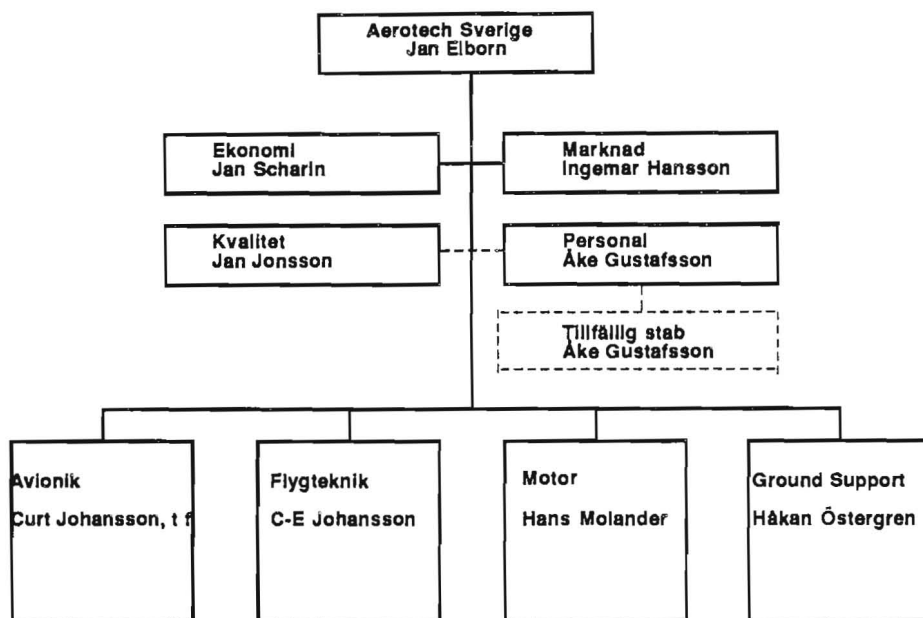 Aerotech Sverige
Jan Elborn
Ekonomi
Jan Scharin
Marknad
Ingemar Hansson
Kvalitet
Jan Jonsson
Personal
Åke Gustafsson
Tillfällig stab
Åke Gustafsson
Avionik
Curt Johansson, t f
Flygteknik
C-E Johansson
Motor
Hans Molander
Ground Support
Håkan Östergren